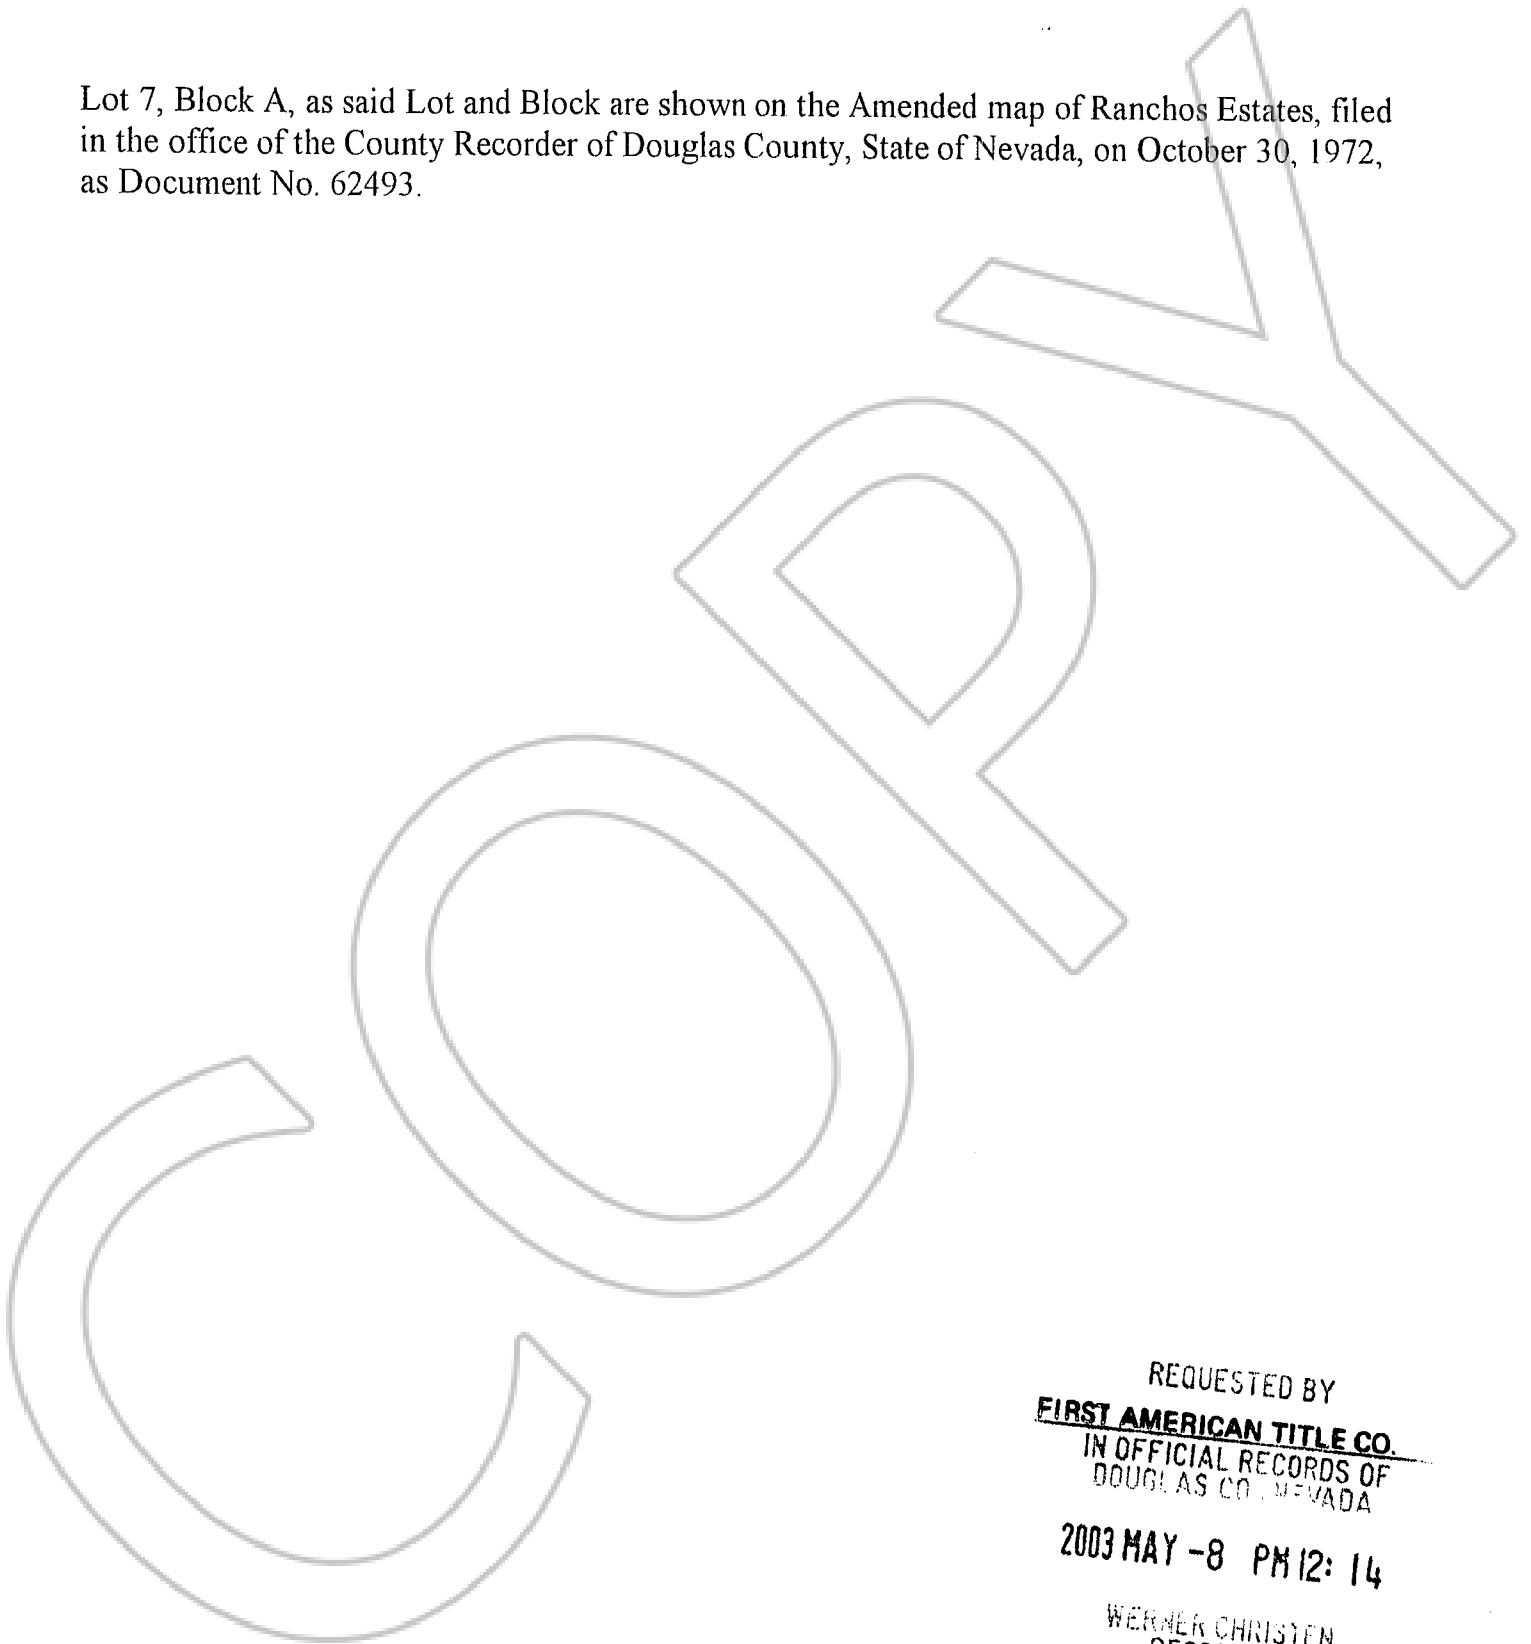 Lot 7, Block A, as said Lot and Block are shown on the Amended map of Ranchos Estates, filed
in the office of the County Recorder of Douglas County, State of Nevada, on October 30, 1972,
as Document No. 62493.
COPY
REQUESTED BY
FIRST AMERICAN TITLE CO.
IN OFFICIAL RECORDS OF
DOUGLAS CO. NEVADA
2003 MAY -8 PM 12: 14
WERNER CHRISTEN